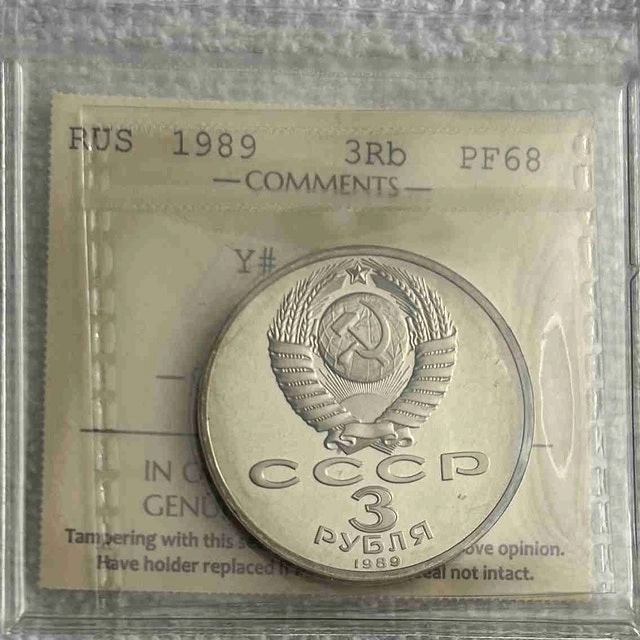 RUS 1989 3Rb PF68
—COMMENTS—
Y#
СССР
3
РУБЛЯ
1989
IN
GENU
Tampering with this ove opinion.
Have holder replaced not intact.